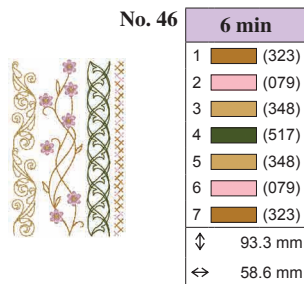 No. 46
6 min
1 (323)
2 (079)
3 (348)
4 (517)
5 (348)
6 (079)
7 (323)
↕ 93.3 mm
↔ 58.6 mm